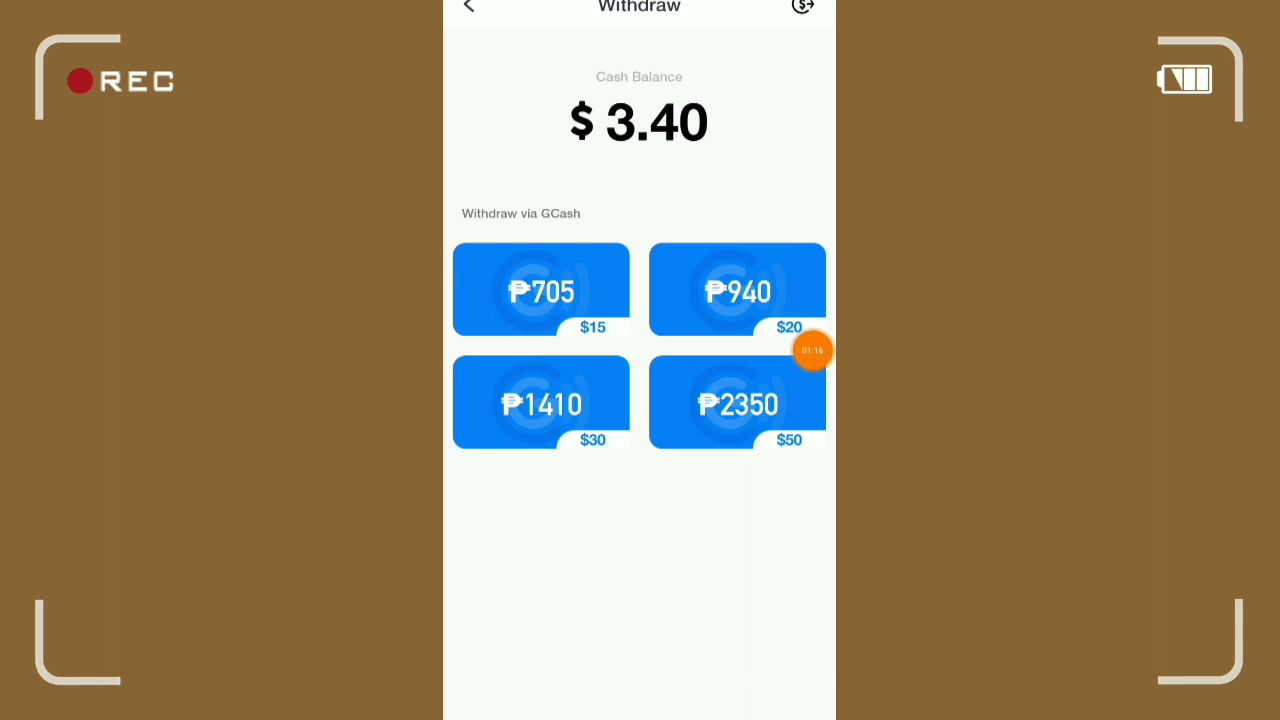 Withdraw
REC
Cash Balance
$ 3.40
Withdraw via GCash
₱705
$15
₱940
$20
01:16
₱1410
$30
₱2350
$50